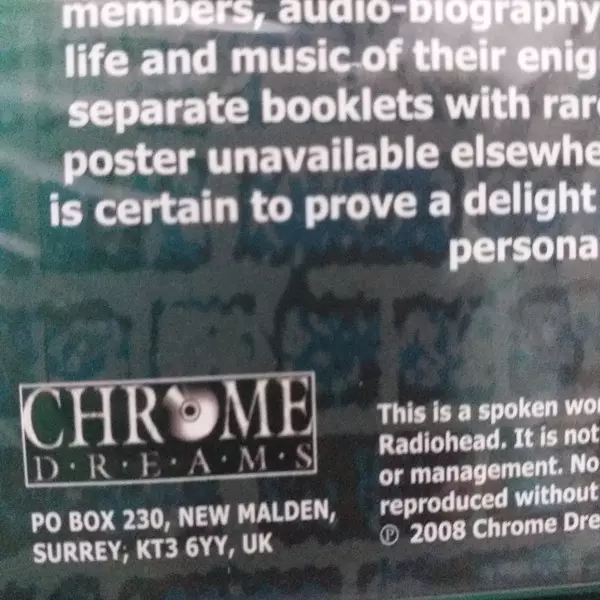 members, audio-biography
life and music of their enig
separate booklets with rar
poster unavailable elsewhe
is certain to prove a delight
persona
CHROME
D·R·E·A·M·S
PO BOX 230, NEW MALDEN,
SURREY; KT3 6YY, UK
This is a spoken wo
Radiohead. It is not
or management. No
reproduced without
℗ 2008 Chrome Dre